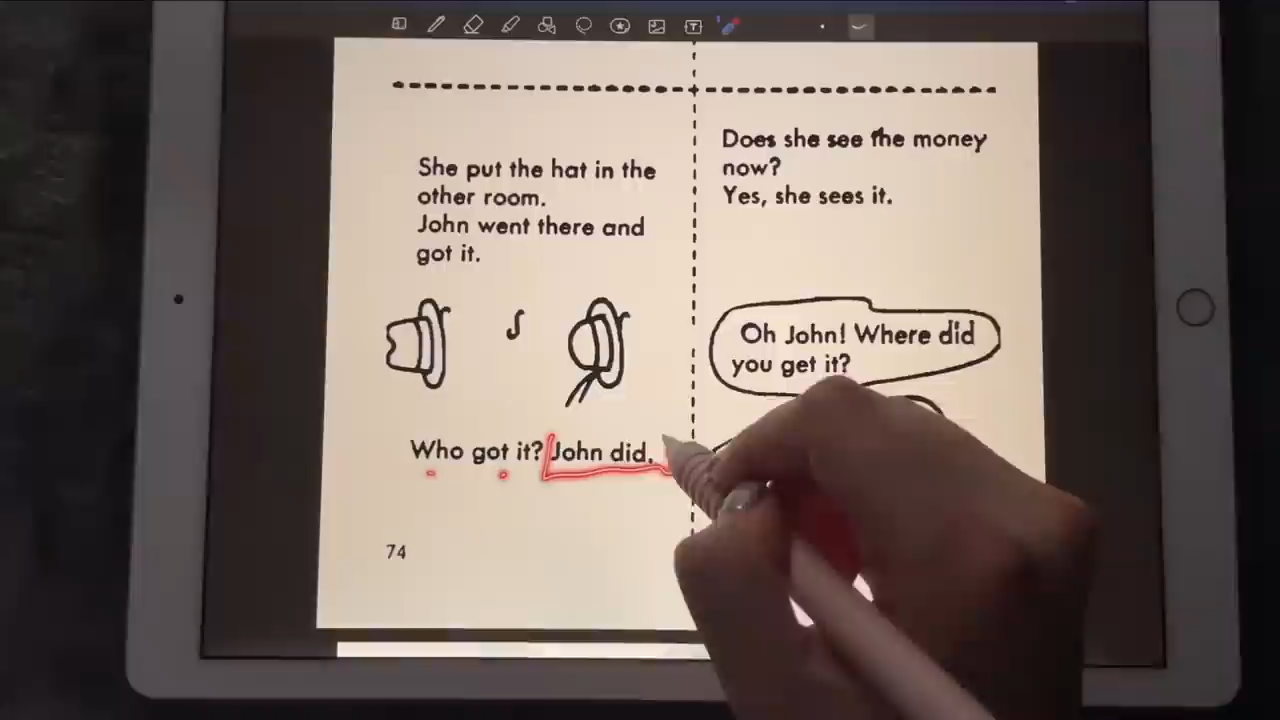 She put the hat in the
other room.
John went there and
got it.
Who got it? John did.
74
Does she see the money
now?
Yes, she sees it.
Oh John! Where did
you get it?